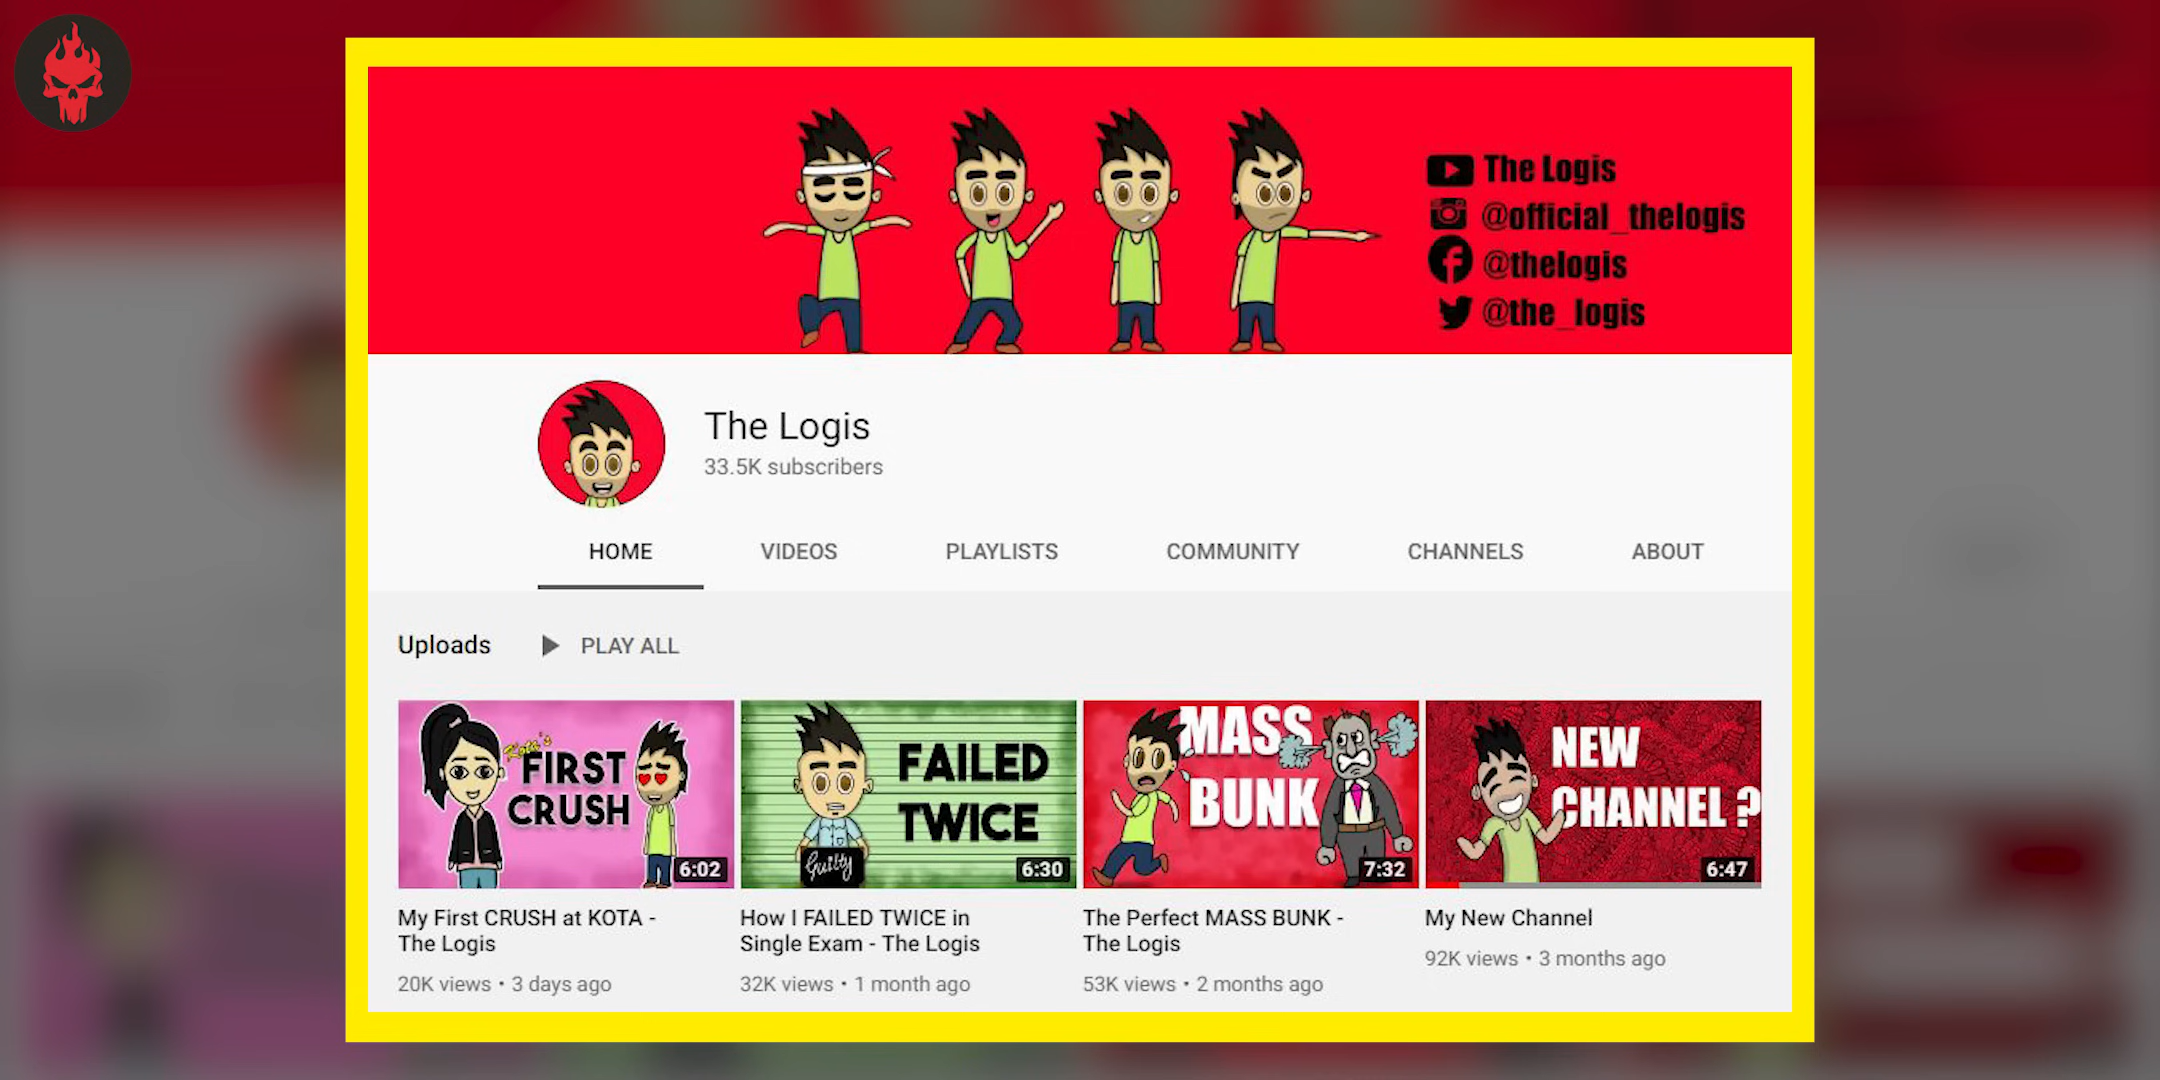 The Logis
@official_thelogis
@thelogis
@the_logis
The Logis
33.5K subscribers
HOME VIDEOS PLAYLISTS COMMUNITY CHANNELS ABOUT
Uploads PLAY ALL
Kota's
FIRST
CRUSH
6:02
FAILED
TWICE
Guilty
6:30
MASS
BUNK
7:32
NEW
CHANNEL ?
6:47
My First CRUSH at KOTA -
The Logis
20K views • 3 days ago
How I FAILED TWICE in
Single Exam - The Logis
32K views • 1 month ago
The Perfect MASS BUNK -
The Logis
53K views • 2 months ago
My New Channel
92K views • 3 months ago